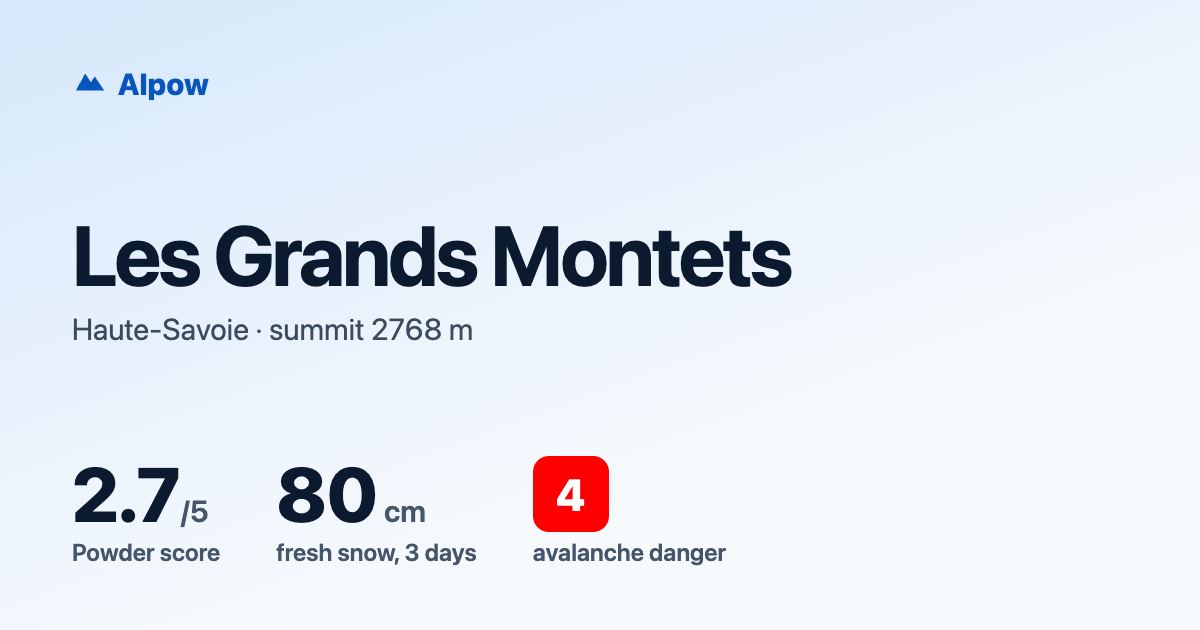 Alpow
Les Grands Montets
Haute-Savoie · summit 2768 m
2.7/5
Powder score
80 cm
fresh snow, 3 days
4
avalanche danger